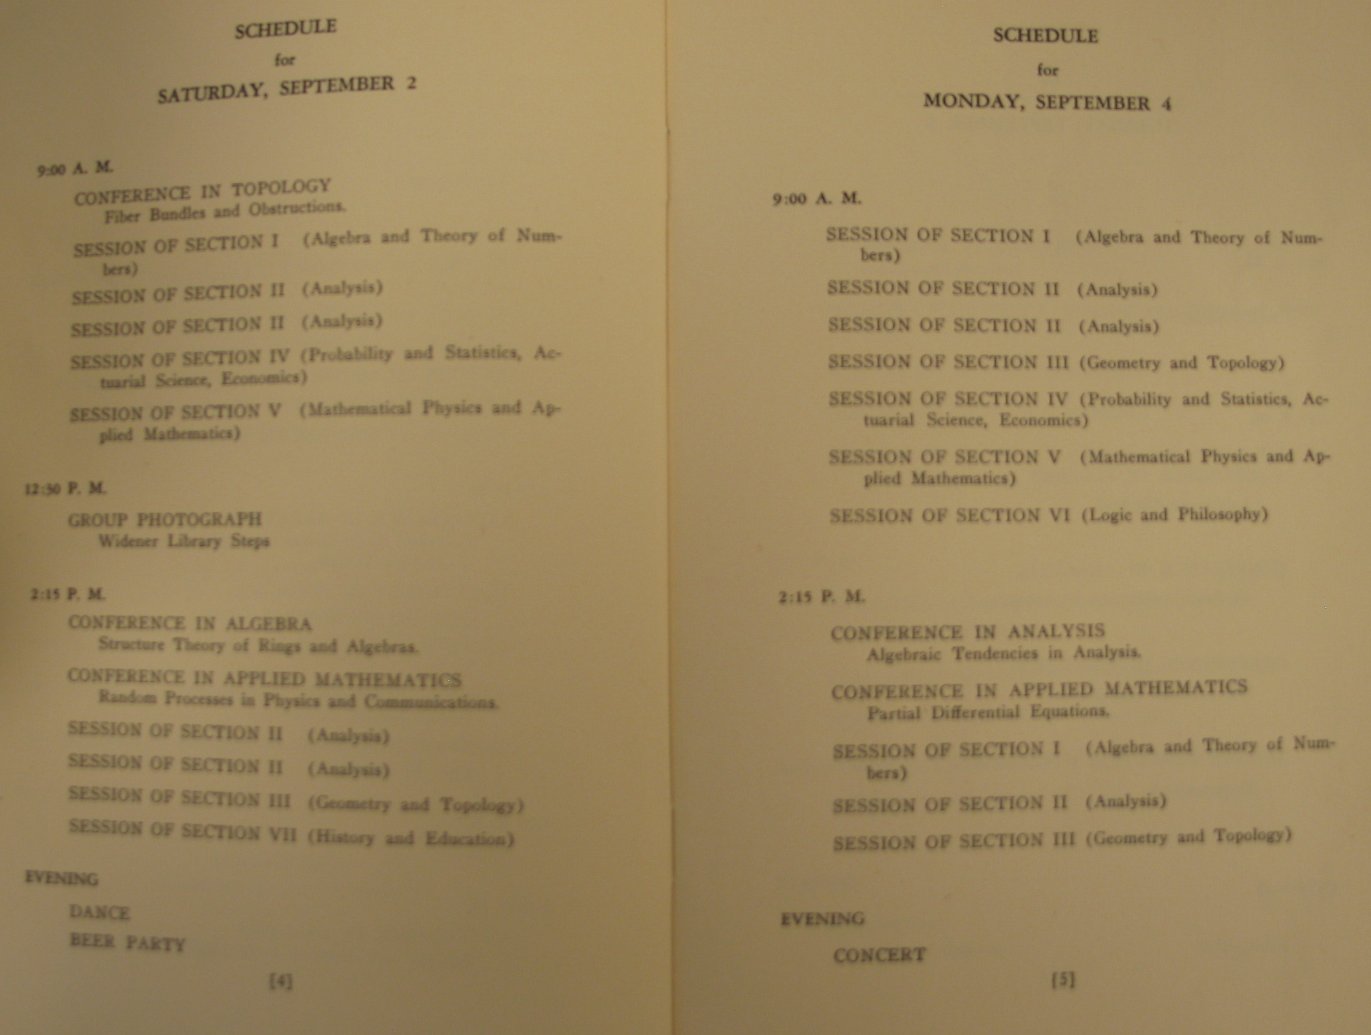 SCHEDULE
for
SATURDAY, SEPTEMBER 2
9:00 A. M.
CONFERENCE IN TOPOLOGY
Fiber Bundles and Obstructions.
SESSION OF SECTION I (Algebra and Theory of Num-
bers)
SESSION OF SECTION II (Analysis)
SESSION OF SECTION II (Analysis)
SESSION OF SECTION IV (Probability and Statistics, Ac-
tuarial Science, Economics)
SESSION OF SECTION V (Mathematical Physics and Ap-
plied Mathematics)
12:30 P. M.
GROUP PHOTOGRAPH
Widener Library Steps
2:15 P. M.
CONFERENCE IN ALGEBRA
Structure Theory of Rings and Algebras.
CONFERENCE IN APPLIED MATHEMATICS
Random Processes in Physics and Communications.
SESSION OF SECTION II (Analysis)
SESSION OF SECTION II (Analysis)
SESSION OF SECTION III (Geometry and Topology)
SESSION OF SECTION VII (History and Education)
EVENING
DANCE
BEER PARTY
[4]
SCHEDULE
for
MONDAY, SEPTEMBER 4
9:00 A. M.
SESSION OF SECTION I (Algebra and Theory of Num-
bers)
SESSION OF SECTION II (Analysis)
SESSION OF SECTION II (Analysis)
SESSION OF SECTION III (Geometry and Topology)
SESSION OF SECTION IV (Probability and Statistics, Ac-
tuarial Science, Economics)
SESSION OF SECTION V (Mathematical Physics and Ap-
plied Mathematics)
SESSION OF SECTION VI (Logic and Philosophy)
2:15 P. M.
CONFERENCE IN ANALYSIS
Algebraic Tendencies in Analysis.
CONFERENCE IN APPLIED MATHEMATICS
Partial Differential Equations.
SESSION OF SECTION I (Algebra and Theory of Num-
bers)
SESSION OF SECTION II (Analysis)
SESSION OF SECTION III (Geometry and Topology)
EVENING
CONCERT
[5]